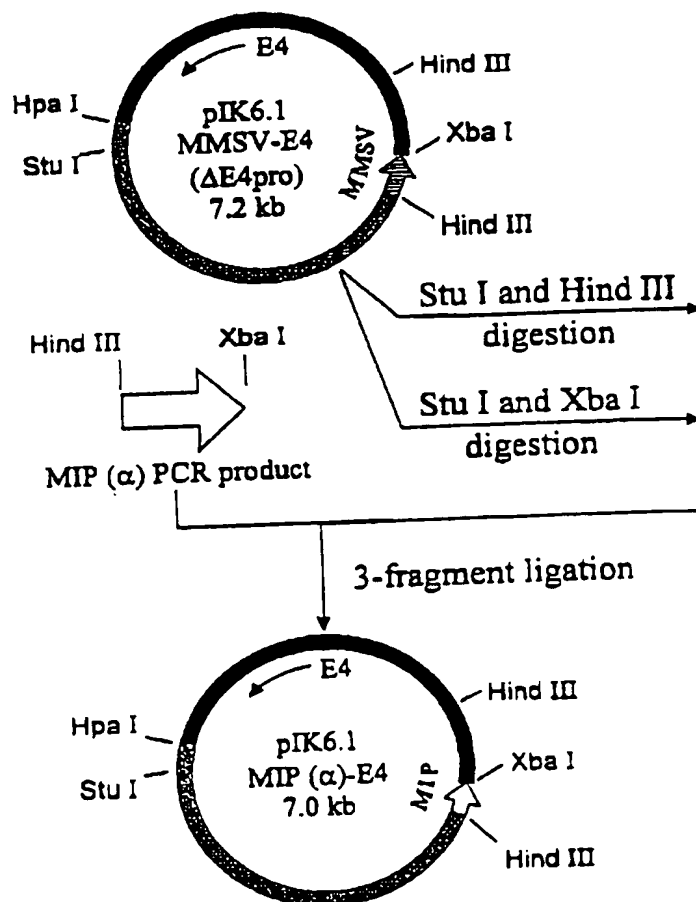 E4
Hind III
Hpa I
pIK6.1
MMSV-E4
(ΔE4pro)
7.2 kb
Stu I
Xba I
MMSV
Hind III
Stu I and Hind III
digestion
Hind III
Xba I
Stu I and Xba I
digestion
MIP (α) PCR product
3-fragment ligation
E4
Hind III
Hpa I
pIK6.1
MIP (α)-E4
7.0 kb
Stu I
Xba I
MIP
Hind III